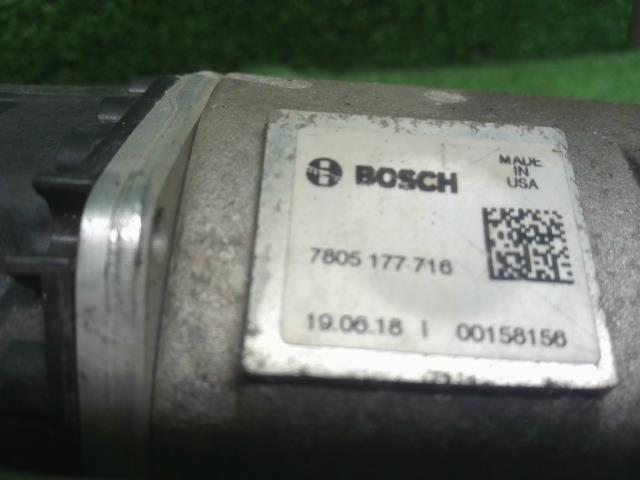 BOSCH
MADE
IN
USA
7805 177 716
19.06.18 I 00158156